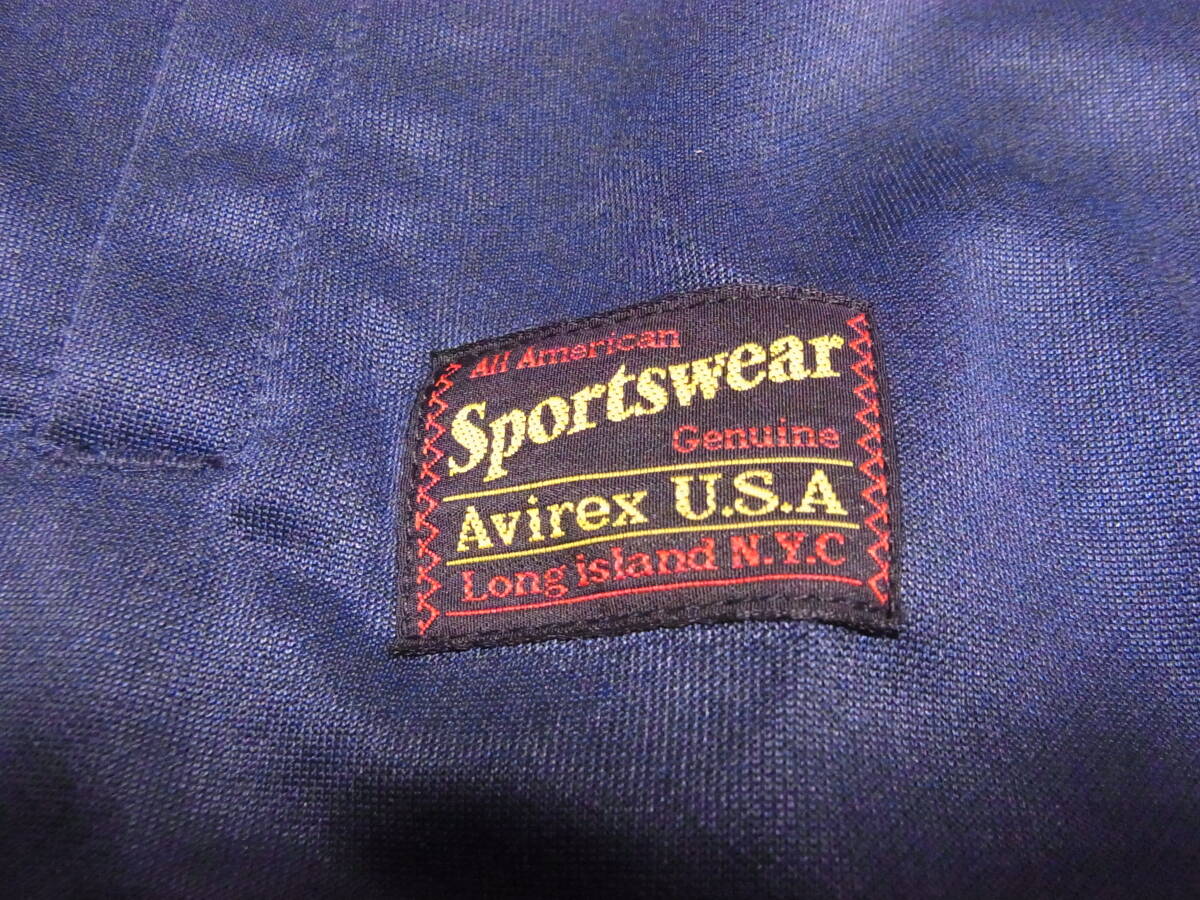 All American
Sportswear
Genuine
Avirex U.S.A
Long island N.Y.C